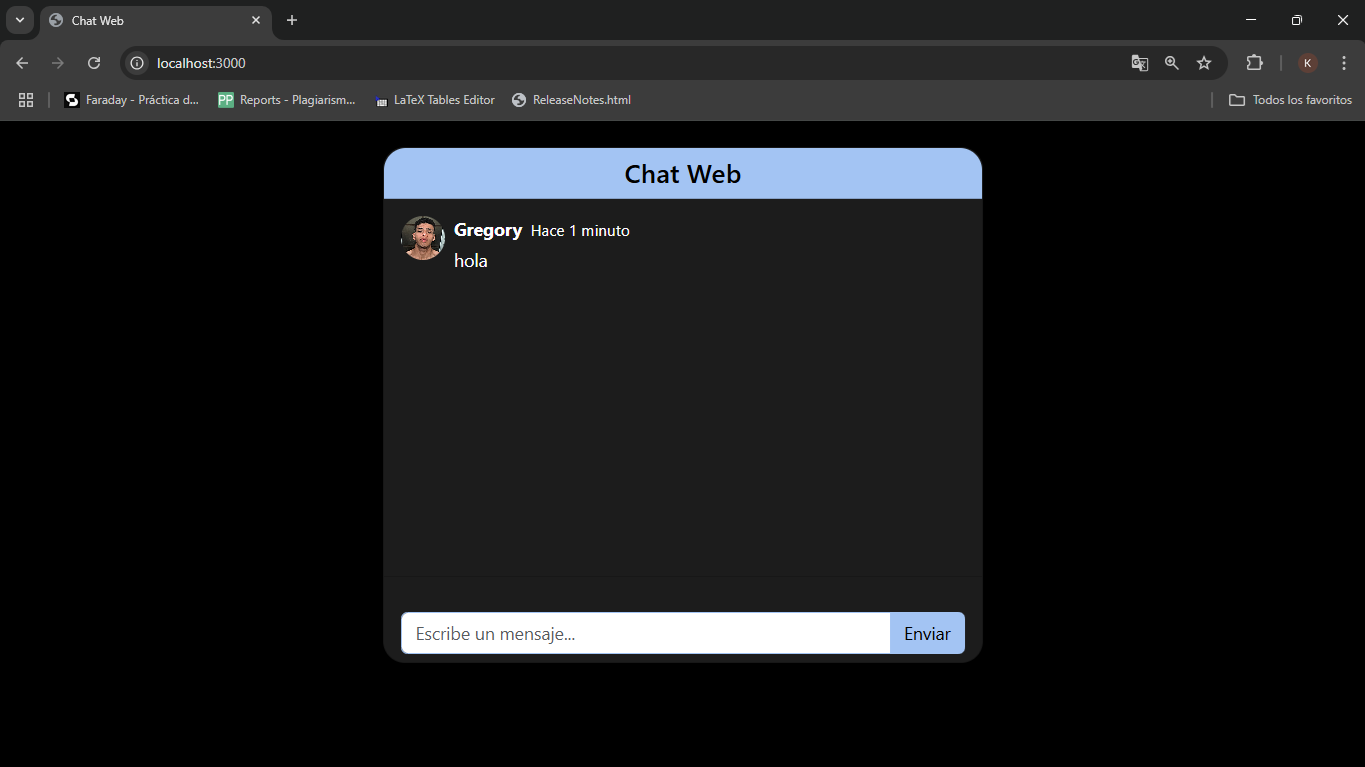 Chat Web
localhost:3000
K
Faraday - Práctica d...
PP Reports - Plagiarism...
LaTeX Tables Editor
ReleaseNotes.html
Todos los favoritos
Chat Web
Gregory Hace 1 minuto
hola
Escribe un mensaje...
Enviar